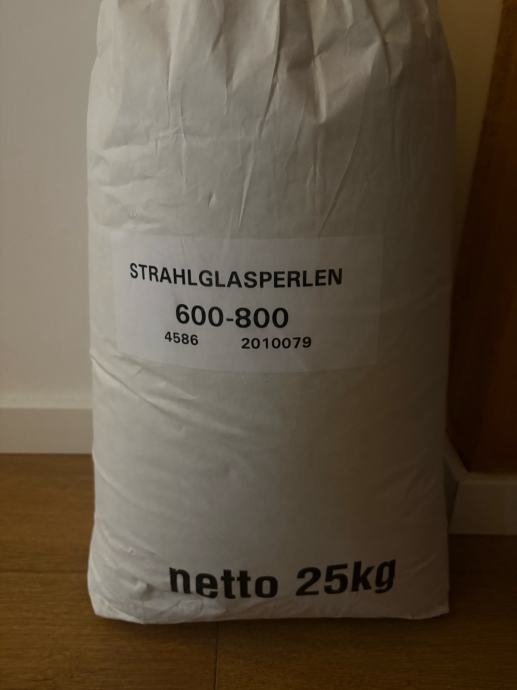 STRAHLGLASPERLEN
600-800
4586 2010079
netto 25kg